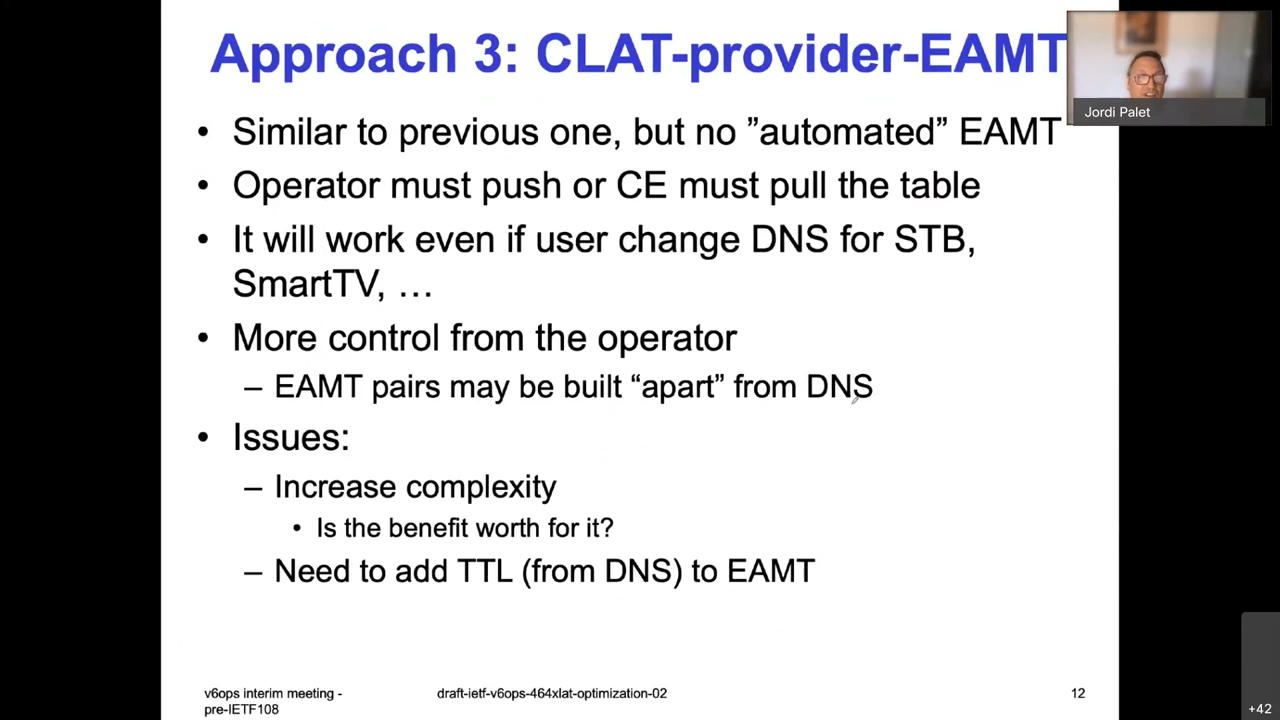 Approach 3: CLAT-provider-EAMT
Jordi Palet
• Similar to previous one, but no ”automated” EAMT
• Operator must push or CE must pull the table
• It will work even if user change DNS for STB,
SmartTV, …
• More control from the operator
– EAMT pairs may be built “apart” from DNS
• Issues:
– Increase complexity
• Is the benefit worth for it?
– Need to add TTL (from DNS) to EAMT
v6ops interim meeting -
pre-IETF108
draft-ietf-v6ops-464xlat-optimization-02
12
+42